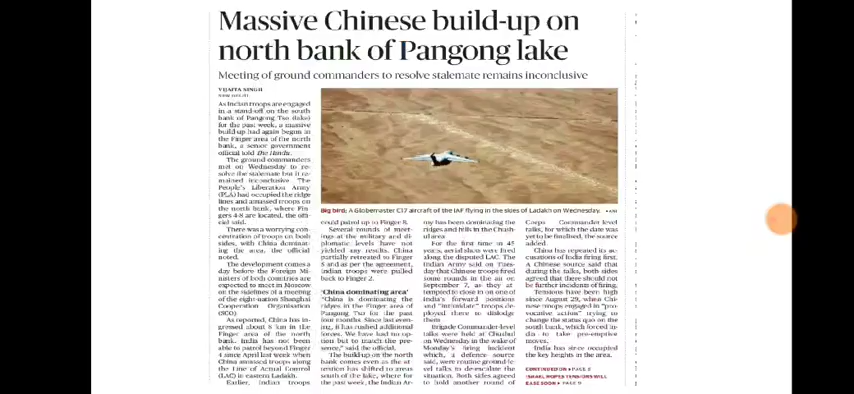 Massive Chinese build-up on
north bank of Pangong lake
Meeting of ground commanders to resolve stalemate remains inconclusive
VIJAITA SINGH
NEW DELHI
As Indian troops are engaged
in a stand-off on the south
bank of Pangong Tso (lake)
for the past week, a massive
build-up had again begun in
the Finger area of the north
bank, a senior government
official told The Hindu.
The ground commanders
met on Wednesday to re-
solve the stalemate but it re-
mained inconclusive. The
People's Liberation Army
(PLA) had occupied the ridge
lines and amassed troops on
the north bank, where Fin-
gers 4-8 are located, the offi-
cial said.
There was a worrying con-
centration of troops on both
sides, with China dominat-
ing the area, the official
noted.
The development comes a
day before the Foreign Mi-
nisters of both countries are
expected to meet in Moscow
on the sidelines of a meeting
of the eight-nation Shanghai
Cooperation Organisation
(SCO)
As reported, China has in-
gressed about 8 km in the
Finger area of the north
bank. India has not been
able to patrol beyond Finger
4 since April last when
China amassed troops along
the Line of Actual Control
(LAC) in eastern Ladakh.
Earlier, Indian troops
Big bird: A Globemaster C17 aircraft of the IAF flying in the skies of Ladakh on Wednesday. ANI
could patrol up to Finger 8.
Several rounds of meet-
ings at the military and di-
plomatic levels have not
yielded any results. China
partially retreated to Finger
5 and as per the agreement,
Indian troops were pulled
back to Finger 2.
'China dominating area'
"China is dominating the
ridges in the Finger area of
Pangong Tso for the past
four months. Since last even-
ing, it has rushed additional
forces. We have had no op-
tion but to match the pre-
sence," said the official.
The build-up on the north
bank comes even as the at-
tention has shifted to areas
south of the lake, where for
the past week, the Indian Ar-
my has been dominating the
ridges and hills in the Chush-
ul area.
For the first time in 45
years, aerial shots were fired
along the disputed LAC. The
Indian Army said on Tues-
day that Chinese troops fired
some rounds in the air on
September 7, as they at-
tempted to close in on one of
India's forward positions
and "intimidate" troops de-
ployed there to dislodge
them.
Brigade Commander-level
talks were held at Chushul
on Wednesday in the wake of
Monday's firing incident
which, a defence source
said, were routine ground le-
vel talks to de-escalate the
situation. Both sides agreed
to hold another round of
Corps Commander level
talks, for which the date was
yet to be finalised, the source
added.
China has repeated its ac-
cusations of India firing first.
A Chinese source said that
during the talks, both sides
agreed that there should not
be further incidents of firing.
Tensions have been high
since August 29, when Chi-
nese troops engaged in "pro-
vocative action" trying to
change the status quo on the
south bank, which forced In-
dia to take pre-emptive
moves.
India has since occupied
the key heights in the area.
CONTINUED ON PAGE 8
ISRAEL HOPES TENSIONS WILL
EASE SOON PAGE 11